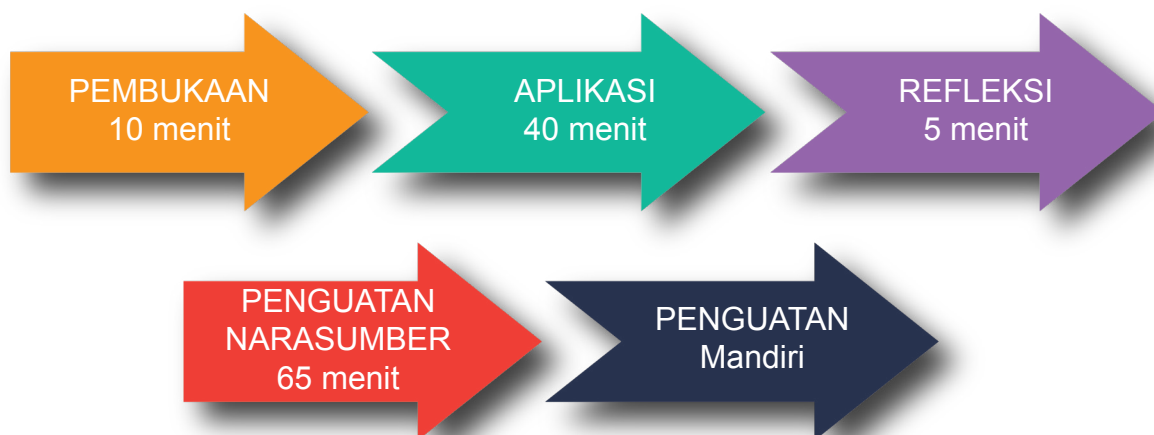 PEMBUKAAN
10 menit
APLIKASI
40 menit
REFLEKSI
5 menit
PENGUATAN
NARASUMBER
65 menit
PENGUATAN
Mandiri